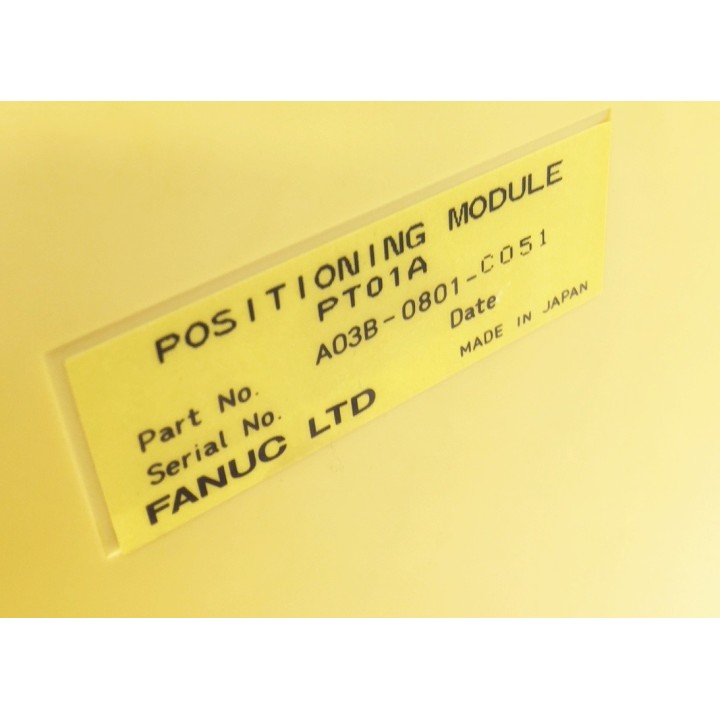 POSITIONING MODULE
PT01A
Part No. A03B-0801-C051
Serial No. Date
FANUC LTD MADE IN JAPAN